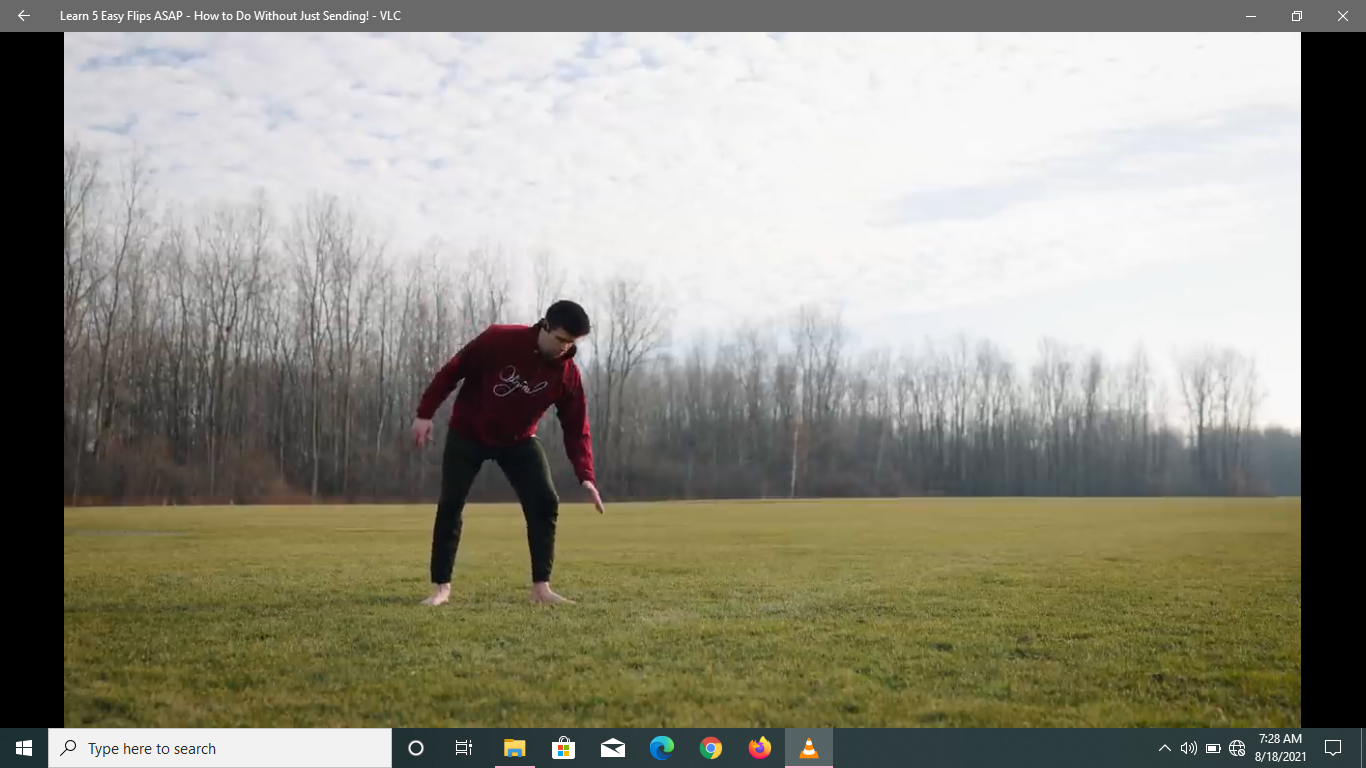 Learn 5 Easy Flips ASAP - How to Do Without Just Sending! - VLC
Original
Type here to search
7:28 AM
8/18/2021